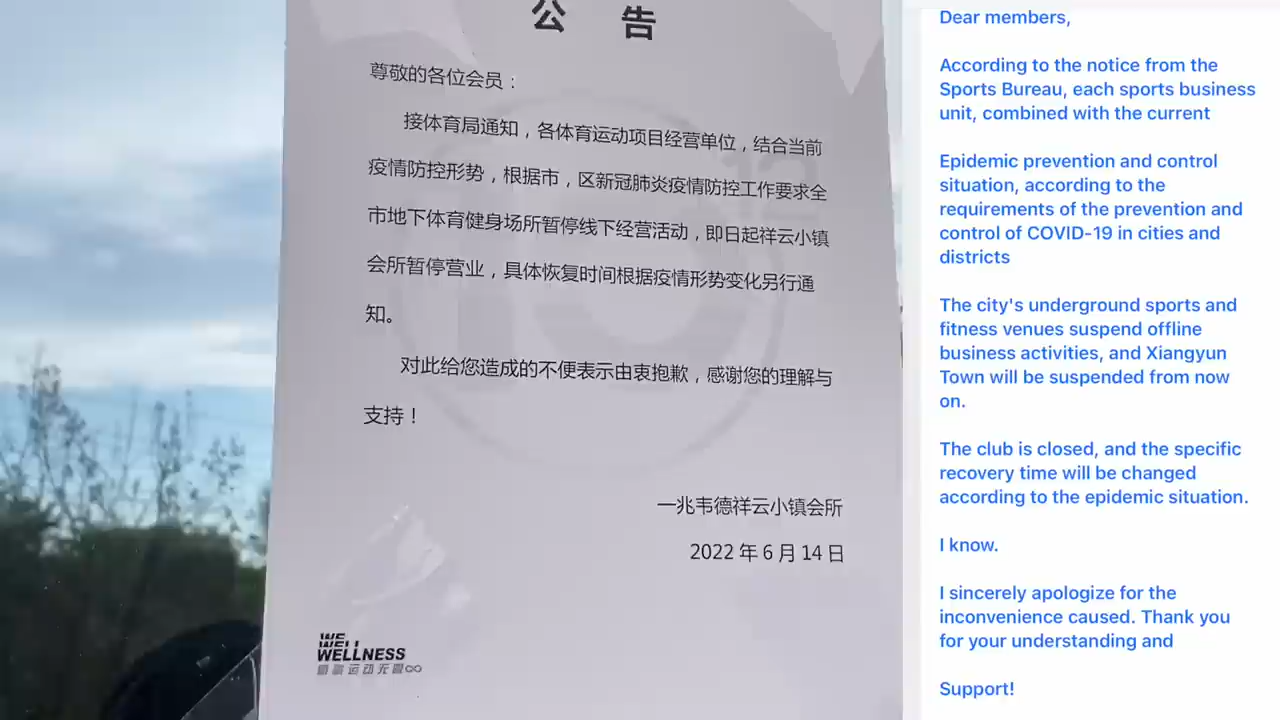 公 告
尊敬的各位会员：
接体育局通知，各体育运动项目经营单位，结合当前
疫情防控形势，根据市，区新冠肺炎疫情防控工作要求全
市地下体育健身场所暂停线下经营活动，即日起祥云小镇
会所暂停营业，具体恢复时间根据疫情形势变化另行通
知。
对此给您造成的不便表示由衷抱歉，感谢您的理解与
支持！
一兆韦德祥云小镇会所
2022 年 6 月 14 日
WELL
WELLNESS
运动无限
Dear members,
According to the notice from the
Sports Bureau, each sports business
unit, combined with the current
Epidemic prevention and control
situation, according to the
requirements of the prevention and
control of COVID-19 in cities and
districts
The city's underground sports and
fitness venues suspend offline
business activities, and Xiangyun
Town will be suspended from now
on.
The club is closed, and the specific
recovery time will be changed
according to the epidemic situation.
I know.
I sincerely apologize for the
inconvenience caused. Thank you
for your understanding and
Support!